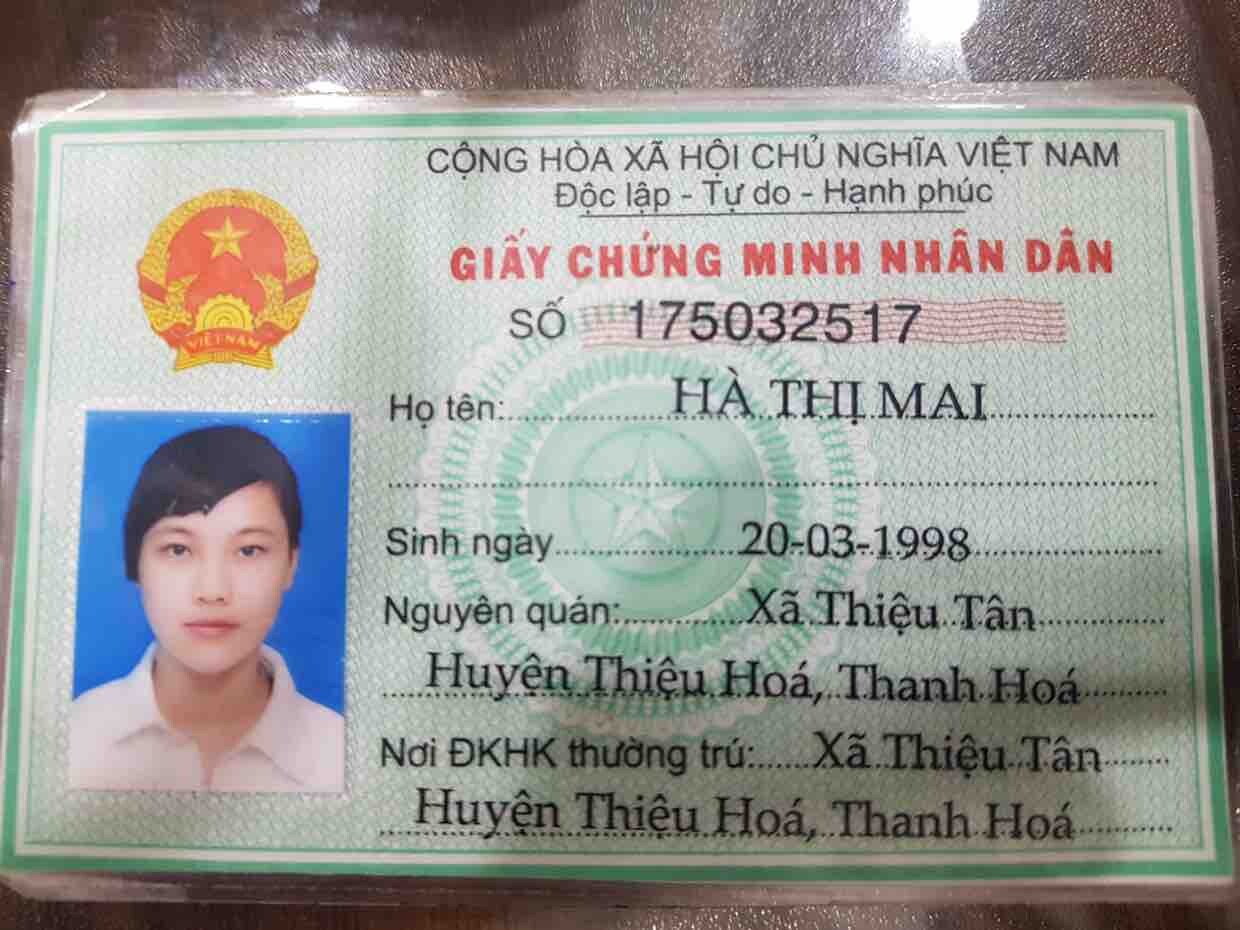 CỘNG HÒA XÃ HỘI CHỦ NGHĨA VIỆT NAM
Độc lập - Tự do - Hạnh phúc
GIẤY CHỨNG MINH NHÂN DÂN
SỐ 175032517
VIỆT NAM
Họ tên: HÀ THỊ MAI
Sinh ngày 20-03-1998
Nguyên quán: Xã Thiệu Tân
Huyện Thiệu Hoá, Thanh Hoá
Nơi ĐKHK thường trú: Xã Thiệu Tân
Huyện Thiệu Hoá, Thanh Hoá